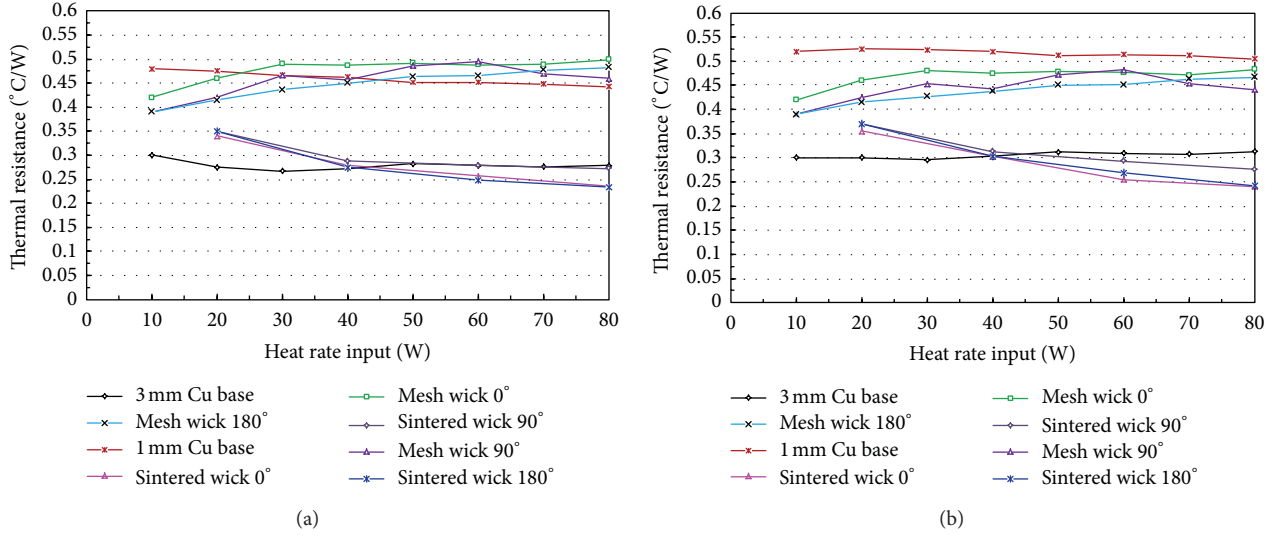 0.6
0.55
0.5
0.45
0.4
0.35
0.3
0.25
0.2
0.15
0.1
0.05
0
Thermal resistance (°C/W)
0 10 20 30 40 50 60 70 80
Heat rate input (W)
3 mm Cu base
Mesh wick 180°
1 mm Cu base
Sintered wick 0°
Mesh wick 0°
Sintered wick 90°
Mesh wick 90°
Sintered wick 180°
(a)
0.6
0.55
0.5
0.45
0.4
0.35
0.3
0.25
0.2
0.15
0.1
0.05
0
Thermal resistance (°C/W)
0 10 20 30 40 50 60 70 80
Heat rate input (W)
3 mm Cu base
Mesh wick 180°
1 mm Cu base
Sintered wick 0°
Mesh wick 0°
Sintered wick 90°
Mesh wick 90°
Sintered wick 180°
(b)